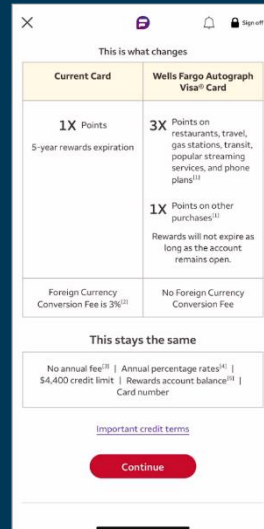 Sign off
This is what changes
Current Card
Wells Fargo Autograph
Visa® Card
1X Points
5-year rewards expiration
3X Points on
restaurants, travel,
gas stations, transit,
popular streaming
services, and phone
plans[1]
1X Points on other
purchases[1]
Rewards will not expire as
long as the account
remains open.
Foreign Currency
Conversion Fee is 3%[2]
No Foreign Currency
Conversion Fee
This stays the same
No annual fee[3] | Annual percentage rates[4] |
$4,400 credit limit | Rewards account balance[5] |
Card number
Important credit terms
Continue